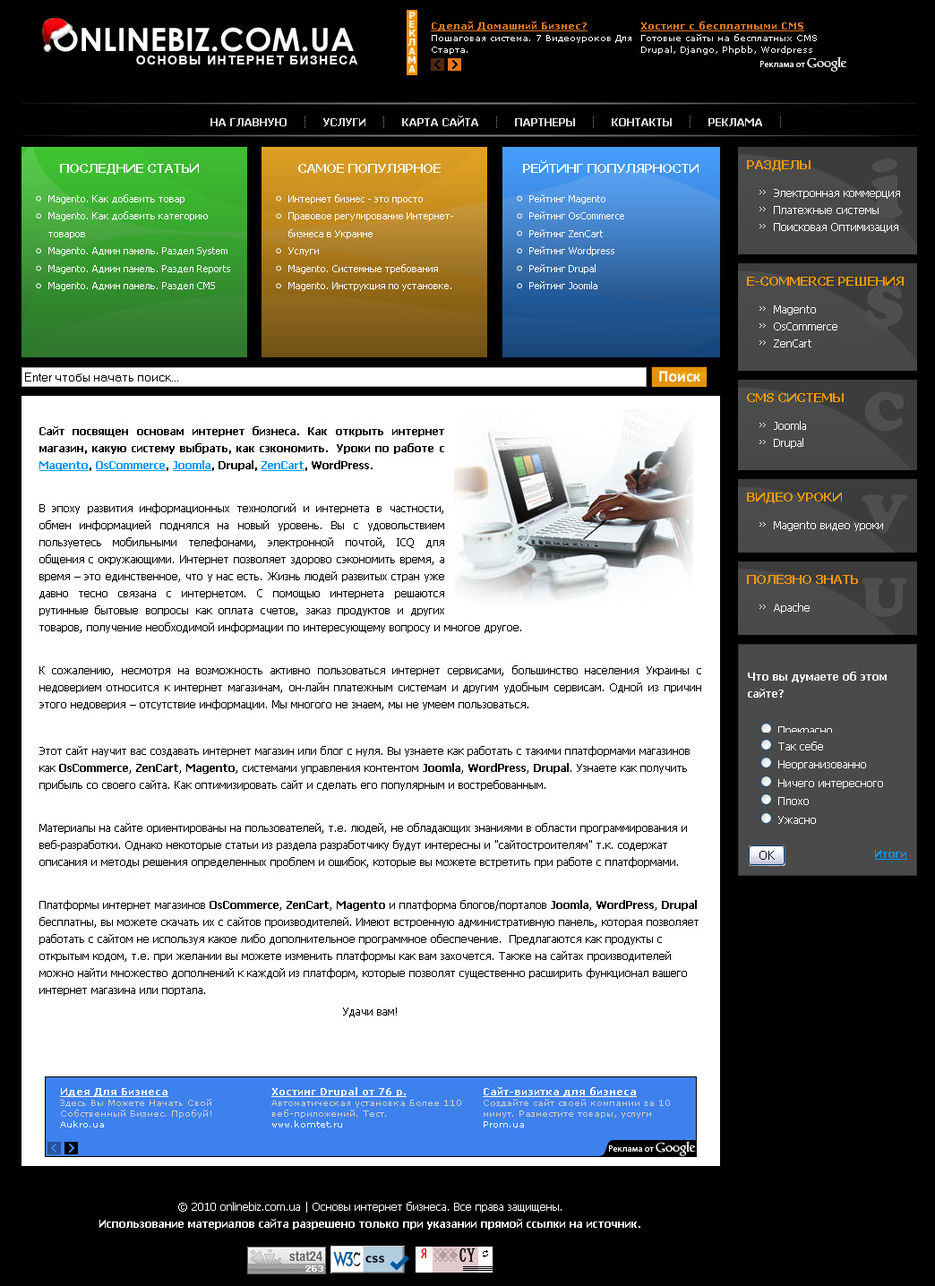 ONLINEBIZ.COM.UA
ОСНОВЫ ИНТЕРНЕТ БИЗНЕСА
РЕКЛАМА
Сделай Домашний Бизнес?
Пошаговая система. 7 Видеоуроков Для
Старта.
Хостинг с бесплатными CMS
Готовые сайты на бесплатных CMS
Drupal, Django, Phpbb, Wordpress
Реклама от Google
НА ГЛАВНУЮ
УСЛУГИ
КАРТА САЙТА
ПАРТНЕРЫ
КОНТАКТЫ
РЕКЛАМА
ПОСЛЕДНИЕ СТАТЬИ
Magento. Как добавить товар
Magento. Как добавить категорию
товаров
Magento. Админ панель. Раздел System
Magento. Админ панель. Раздел Reports
Magento. Админ панель. Раздел CMS
САМОЕ ПОПУЛЯРНОЕ
Интернет бизнес - это просто
Правовое регулирование Интернет-
бизнеса в Украине
Услуги
Magento. Системные требования
Magento. Инструкция по установке.
РЕЙТИНГ ПОПУЛЯРНОСТИ
Рейтинг Magento
Рейтинг OsCommerce
Рейтинг ZenCart
Рейтинг Wordpress
Рейтинг Drupal
Рейтинг Joomla
Enter чтобы начать поиск...
Поиск
Сайт посвящен основам интернет бизнеса. Как открыть интернет
магазин, какую систему выбрать, как сэкономить. Уроки по работе с
Magento, OsCommerce, Joomla, Drupal, ZenCart, WordPress.
В эпоху развития информационных технологий и интернета в частности,
обмен информацией поднялся на новый уровень. Вы с удовольствием
пользуетесь мобильными телефонами, электронной почтой, ICQ для
общения с окружающими. Интернет позволяет здорово сэкономить время, а
время – это единственное, что у нас есть. Жизнь людей развитых стран уже
давно тесно связана с интернетом. С помощью интернета решаются
рутинные бытовые вопросы как оплата счетов, заказ продуктов и других
товаров, получение необходимой информации по интересующему вопросу и многое другое.
К сожалению, несмотря на возможность активно пользоваться интернет сервисами, большинство населения Украины с
недоверием относится к интернет магазинам, он-лайн платежным системам и другим удобным сервисам. Одной из причин
этого недоверия – отсутствие информации. Мы многого не знаем, мы не умеем пользоваться.
Этот сайт научит вас создавать интернет магазин или блог с нуля. Вы узнаете как работать с такими платформами магазинов
как OsCommerce, ZenCart, Magento, системами управления контентом Joomla, WordPress, Drupal. Узнаете как получить
прибыль со своего сайта. Как оптимизировать сайт и сделать его популярным и востребованным.
Материалы на сайте ориентированы на пользователей, т.е. людей, не обладающих знаниями в области программирования и
веб-разработки. Однако некоторые статьи из раздела разработчику будут интересны и "сайтостроителям" т.к. содержат
описания и методы решения определенных проблем и ошибок, которые вы можете встретить при работе с платформами.
Платформы интернет магазинов OsCommerce, ZenCart, Magento и платформа блогов/порталов Joomla, WordPress, Drupal
бесплатны, вы можете скачать их с сайтов производителей. Имеют встроенную административную панель, которая позволяет
работать с сайтом не используя какое либо дополнительное программное обеспечение. Предлагаются как продукты с
открытым кодом, т.е. при желании вы можете изменить платформы как вам захочется. Также на сайтах производителей
можно найти множество дополнений к каждой из платформ, которые позволят существенно расширить функционал вашего
интернет магазина или портала.
Удачи вам!
Идея Для Бизнеса
Здесь Вы Можете Начать Свой
Собственный Бизнес. Пробуй!
Aukro.ua
Хостинг Drupal от 76 р.
Автоматическая установка Более 110
веб-приложений. Тест.
www.komtet.ru
Сайт-визитка для бизнеса
Создайте сайт своей компании за 10
минут. Разместите товары, услуги
Prom.ua
Реклама от Google
РАЗДЕЛЫ
i
Электронная коммерция
Платежные системы
Поисковая Оптимизация
E-COMMERCE РЕШЕНИЯ
$
Magento
OsCommerce
ZenCart
CMS СИСТЕМЫ
C
Joomla
Drupal
ВИДЕО УРОКИ
V
Magento видео уроки
ПОЛЕЗНО ЗНАТЬ
U
Apache
Что вы думаете об этом
сайте?
Прекрасно
Так себе
Неорганизованно
Ничего интересного
Плохо
Ужасно
OK
Итоги
© 2010 onlinebiz.com.ua | Основы интернет бизнеса. Все права защищены.
Использование материалов сайта разрешено только при указании прямой ссылки на источник.
stat24
263
W3C css
Я
CY